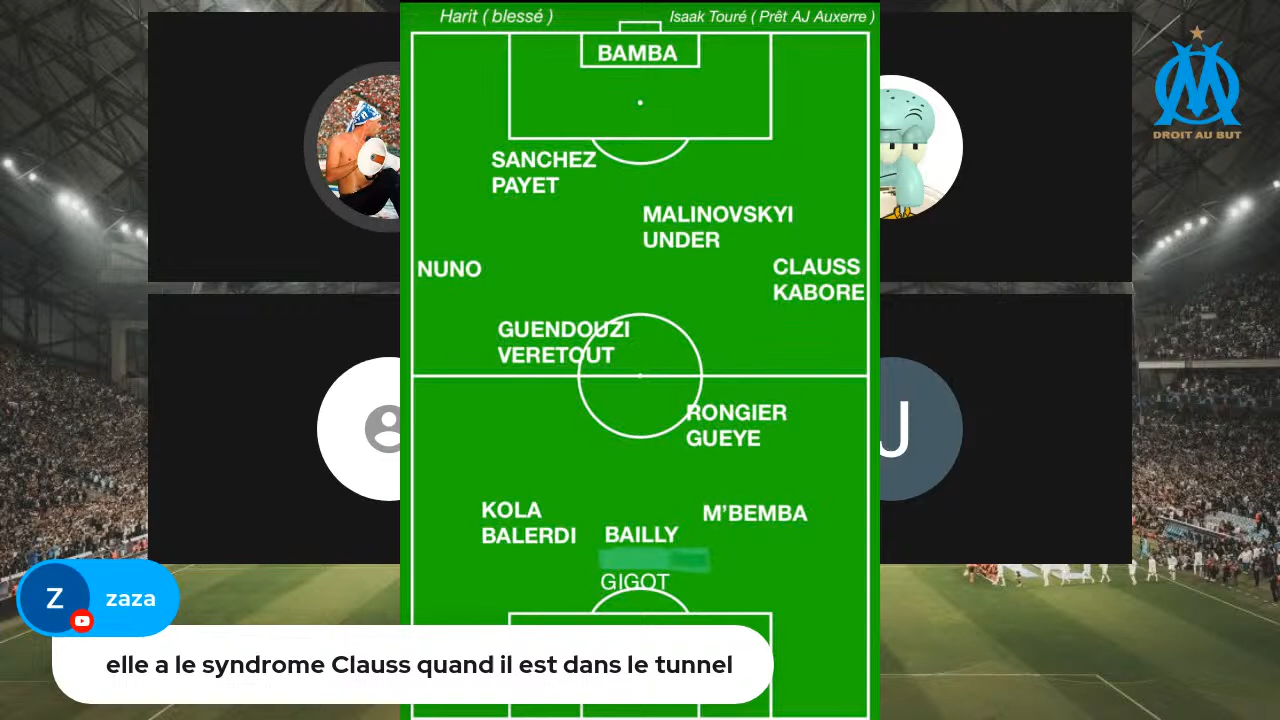 Harit ( blessé )
Isaak Touré ( Prêt AJ Auxerre )
BAMBA
DROIT AU BUT
SANCHEZ
PAYET
MALINOVSKYI
UNDER
NUNO
CLAUSS
KABORE
GUENDOUZI
VERETOUT
RONGIER
GUEYE
J
KOLA
BALERDI
BAILLY
M'BEMBA
GIGOT
Z
zaza
elle a le syndrome Clauss quand il est dans le tunnel